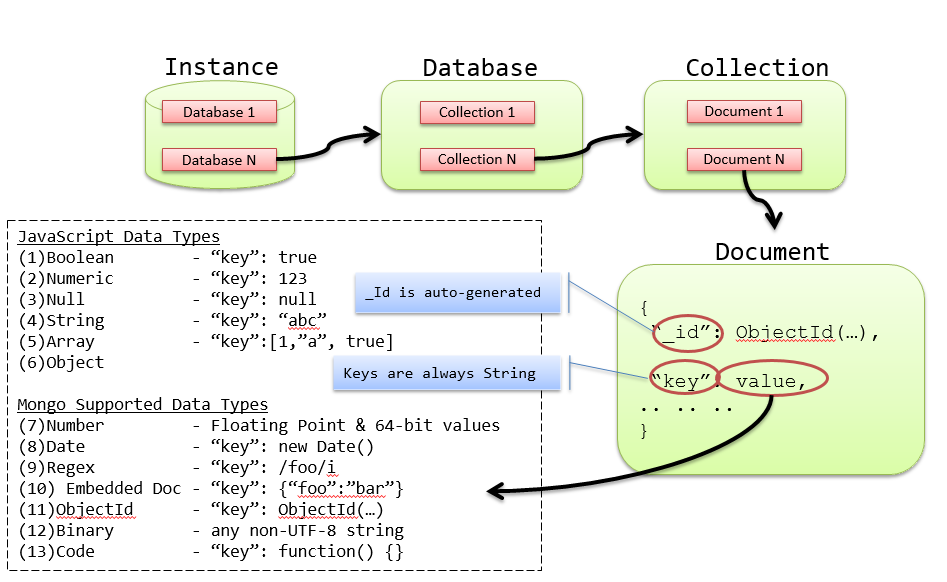 Instance
Database 1
Database N
Database
Collection 1
Collection N
Collection
Document 1
Document N
JavaScript Data Types
(1)Boolean - “key”: true
(2)Numeric - “key”: 123
(3)Null - “key”: null
(4)String - “key”: “abc”
(5)Array - “key”:[1,”a”, true]
(6)Object
Mongo Supported Data Types
(7)Number - Floating Point & 64-bit values
(8)Date - “key”: new Date()
(9)Regex - “key”: /foo/i
(10) Embedded Doc - “key”: {“foo”:”bar”}
(11)ObjectId - “key”: ObjectId(…)
(12)Binary - any non-UTF-8 string
(13)Code - “key”: function() {}
_Id is auto-generated
Keys are always String
Document
{
“_id”: ObjectId(…),
“key”: value,
.. .. ..
}